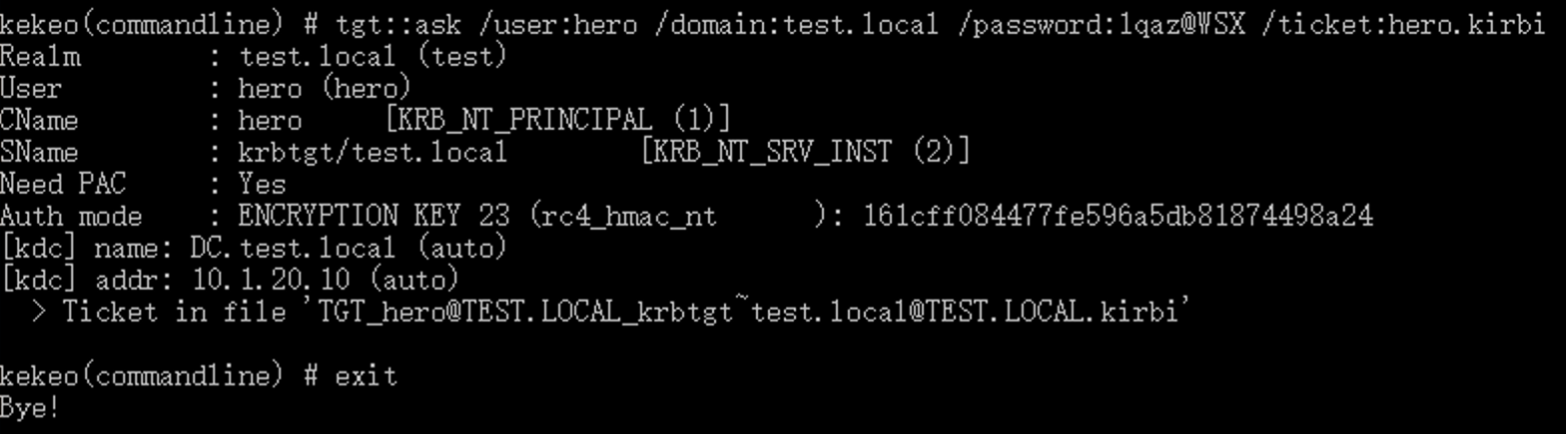 kekeo(commandline) # tgt::ask /user:hero /domain:test.local /password:1qaz@WSX /ticket:hero.kirbi
Realm        : test.local (test)
User         : hero (hero)
CName        : hero     [KRB_NT_PRINCIPAL (1)]
SName        : krbtgt/test.local        [KRB_NT_SRV_INST (2)]
Need PAC     : Yes
Auth mode    : ENCRYPTION KEY 23 (rc4_hmac_nt      ): 161cff084477fe596a5db81874498a24
[kdc] name: DC.test.local (auto)
[kdc] addr: 10.1.20.10 (auto)
  > Ticket in file 'TGT_hero@TEST.LOCAL_krbtgt~test.local@TEST.LOCAL.kirbi'
kekeo(commandline) # exit
Bye!